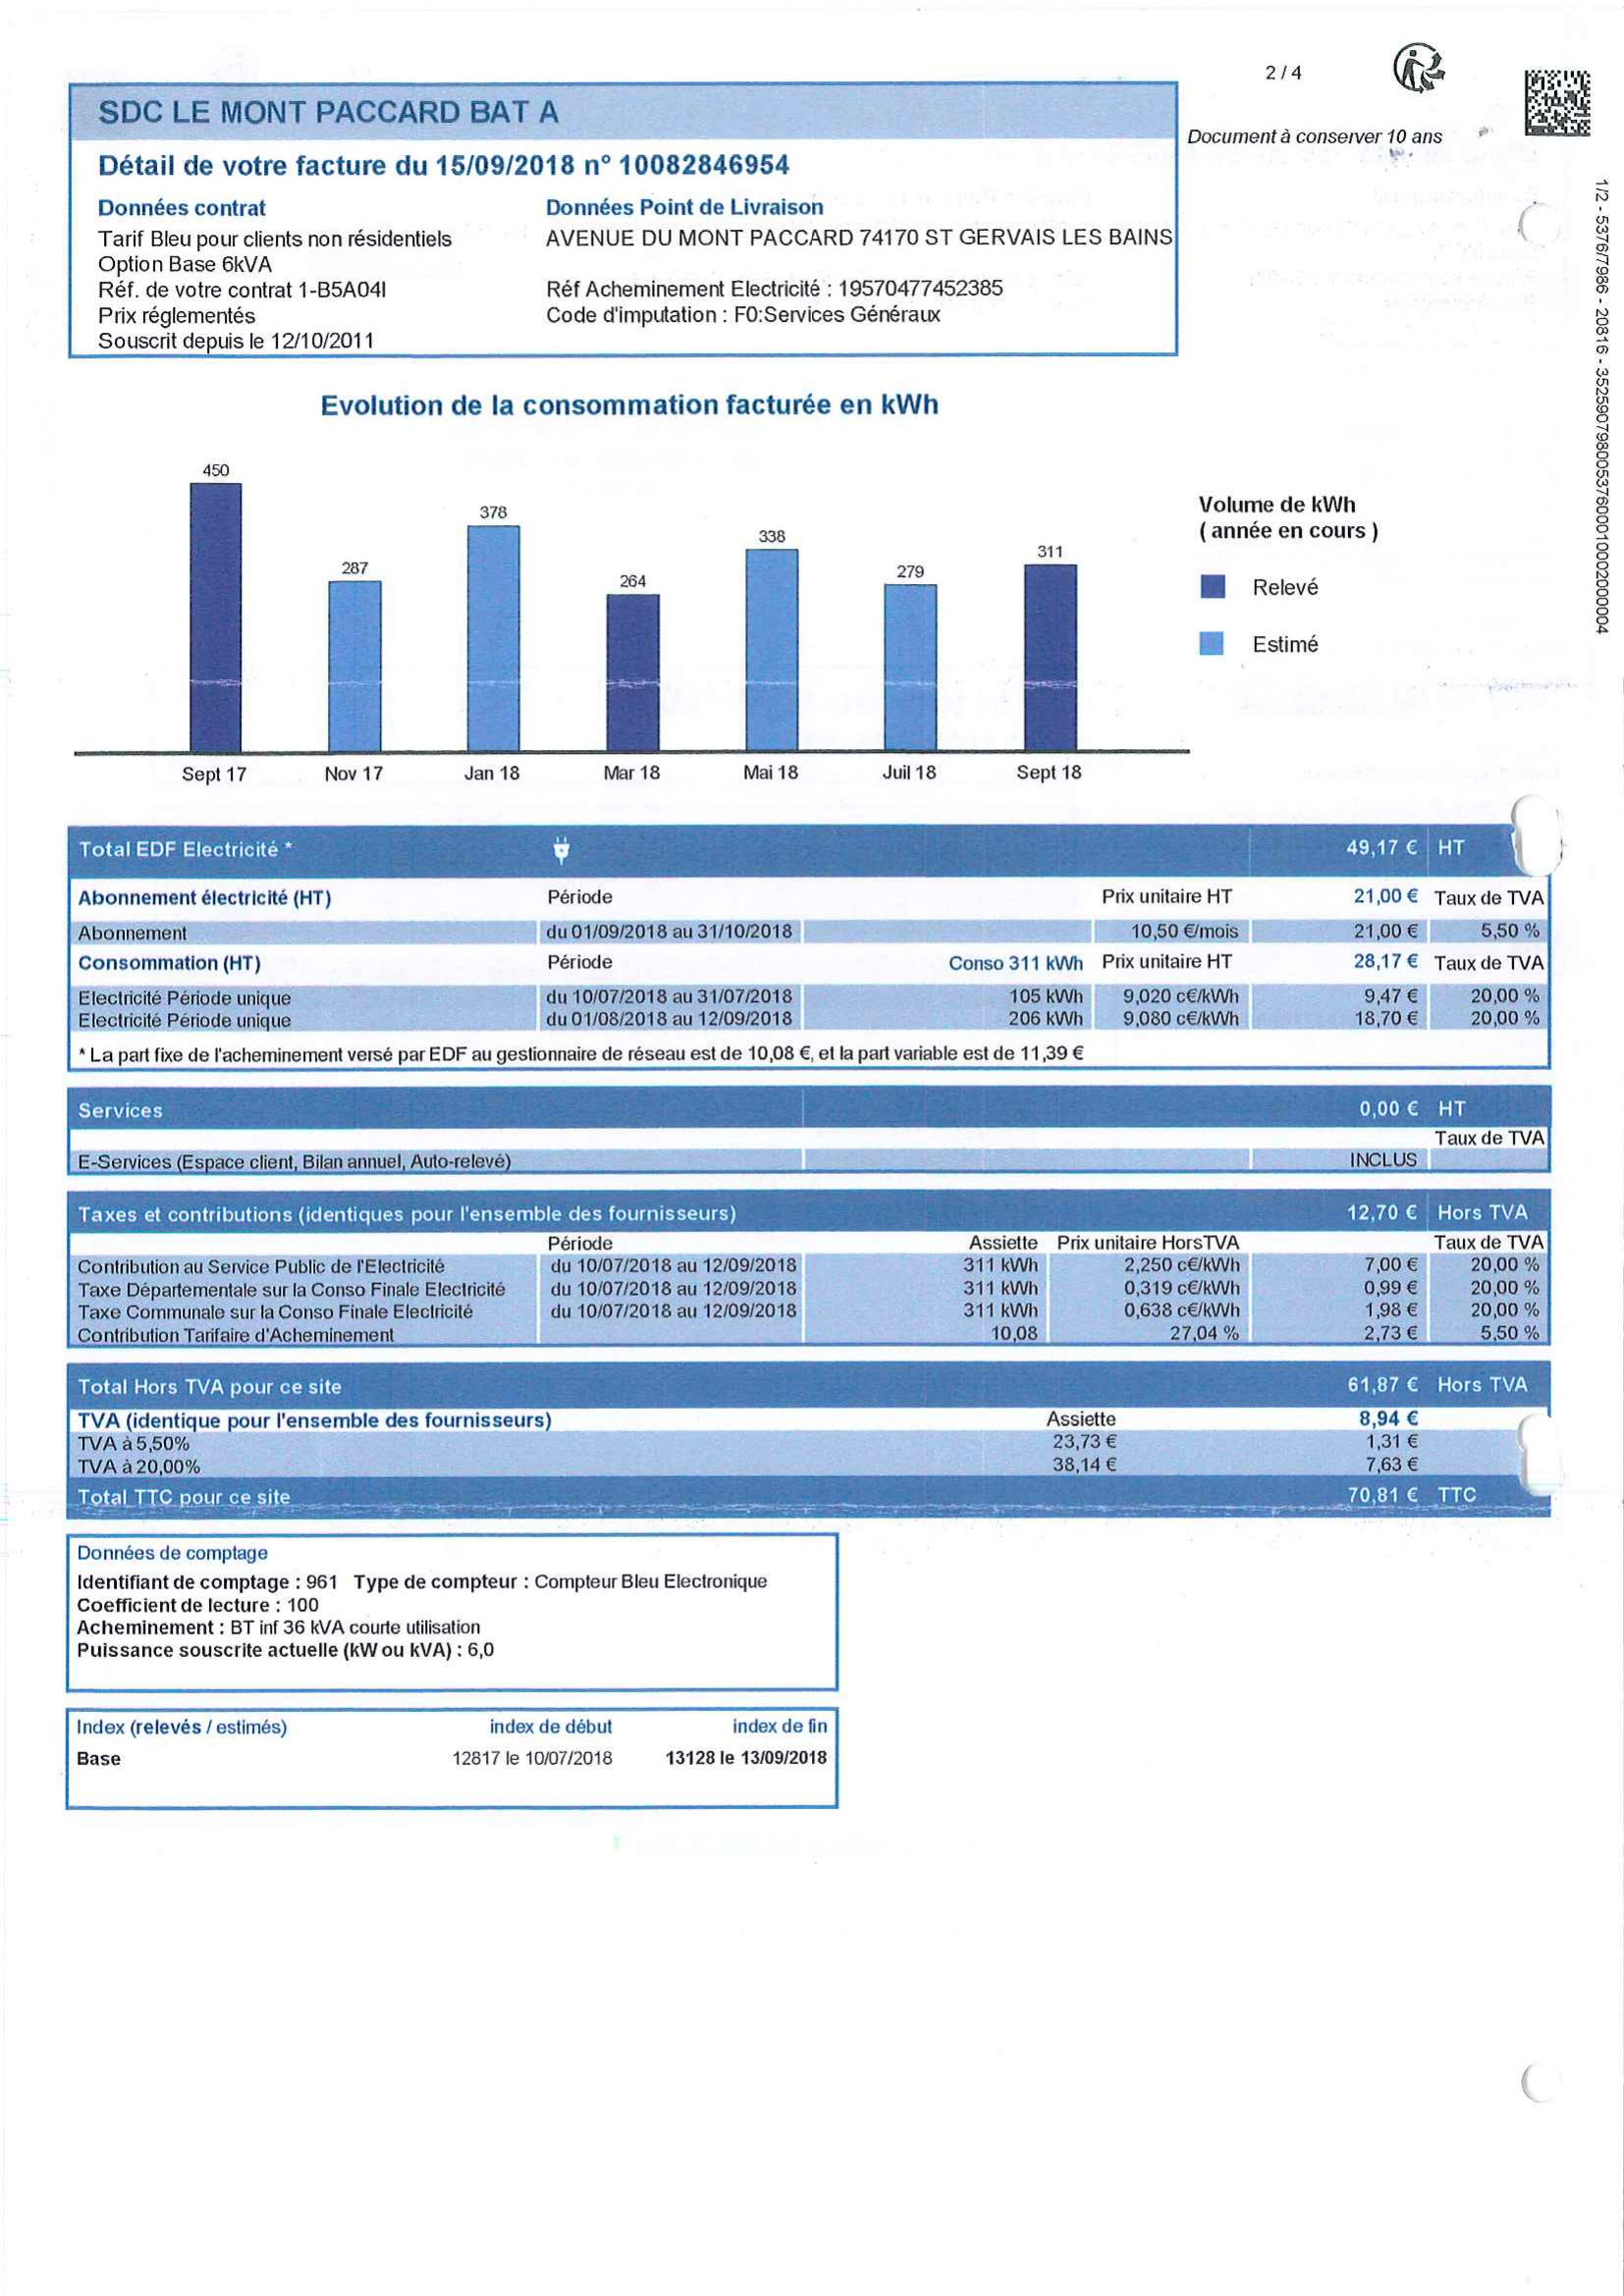 2 / 4
Document à conserver 10 ans
1/2 - 5376/7986 - 20816 - 35259079800537600010002000004
SDC LE MONT PACCARD BAT A
Détail de votre facture du 15/09/2018 n° 10082846954
Données contrat Données Point de Livraison
Tarif Bleu pour clients non résidentiels AVENUE DU MONT PACCARD 74170 ST GERVAIS LES BAINS
Option Base 6kVA
Réf. de votre contrat 1-B5A04I Réf Acheminement Electricité : 19570477452385
Prix réglementés Code d'imputation : F0:Services Généraux
Souscrit depuis le 12/10/2011
Evolution de la consommation facturée en kWh
450 287 378 264 338 279 311
Volume de kWh
( année en cours )
Relevé
Estimé
Sept 17 Nov 17 Jan 18 Mar 18 Mai 18 Juil 18 Sept 18
Total EDF Electricité * 49,17 € HT
Abonnement électricité (HT) Période Prix unitaire HT 21,00 € Taux de TVA
Abonnement du 01/09/2018 au 31/10/2018 10,50 €/mois 21,00 € 5,50 %
Consommation (HT) Période Conso 311 kWh Prix unitaire HT 28,17 € Taux de TVA
Electricité Période unique du 10/07/2018 au 31/07/2018 105 kWh 9,020 c€/kWh 9,47 € 20,00 %
Electricité Période unique du 01/08/2018 au 12/09/2018 206 kWh 9,080 c€/kWh 18,70 € 20,00 %
* La part fixe de l'acheminement versé par EDF au gestionnaire de réseau est de 10,08 €, et la part variable est de 11,39 €
Services 0,00 € HT
Taux de TVA
E-Services (Espace client, Bilan annuel, Auto-relevé) INCLUS
Taxes et contributions (identiques pour l'ensemble des fournisseurs) 12,70 € Hors TVA
Période Assiette Prix unitaire HorsTVA Taux de TVA
Contribution au Service Public de l'Electricité du 10/07/2018 au 12/09/2018 311 kWh 2,250 c€/kWh 7,00 € 20,00 %
Taxe Départementale sur la Conso Finale Electricité du 10/07/2018 au 12/09/2018 311 kWh 0,319 c€/kWh 0,99 € 20,00 %
Taxe Communale sur la Conso Finale Electricité du 10/07/2018 au 12/09/2018 311 kWh 0,638 c€/kWh 1,98 € 20,00 %
Contribution Tarifaire d'Acheminement 10,08 27,04 % 2,73 € 5,50 %
Total Hors TVA pour ce site 61,87 € Hors TVA
TVA (identique pour l'ensemble des fournisseurs) Assiette 8,94 €
TVA à 5,50% 23,73 € 1,31 €
TVA à 20,00% 38,14 € 7,63 €
Total TTC pour ce site 70,81 € TTC
Données de comptage
Identifiant de comptage : 961 Type de compteur : Compteur Bleu Electronique
Coefficient de lecture : 100
Acheminement : BT inf 36 kVA courte utilisation
Puissance souscrite actuelle (kW ou kVA) : 6,0
Index (relevés / estimés) index de début index de fin
Base 12817 le 10/07/2018 13128 le 13/09/2018